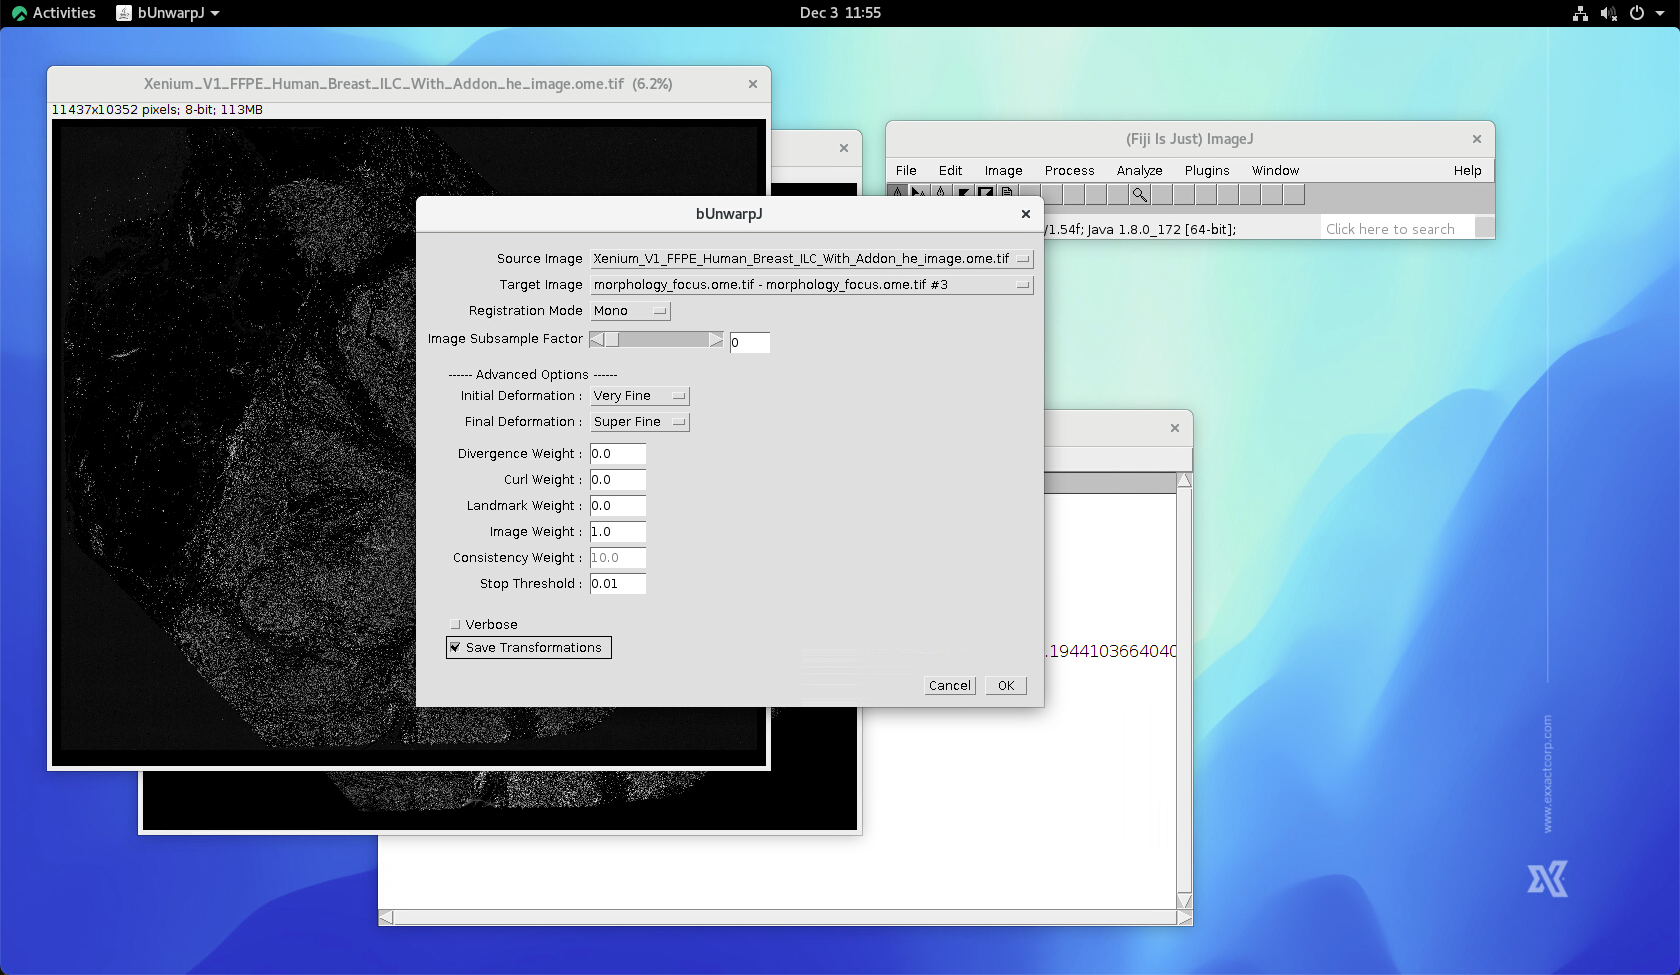 Activities bUnwarpJ Dec 3 11:55
Xenium_V1_FFPE_Human_Breast_ILC_With_Addon_he_image.ome.tif (6.2%)
11437x10352 pixels; 8-bit; 113MB
(Fiji Is Just) ImageJ
File Edit Image Process Analyze Plugins Window Help
/1.54f; Java 1.8.0_172 [64-bit]; Click here to search
bUnwarpJ
Source Image Xenium_V1_FFPE_Human_Breast_ILC_With_Addon_he_image.ome.tif
Target Image morphology_focus.ome.tif - morphology_focus.ome.tif #3
Registration Mode Mono
Image Subsample Factor 0
------ Advanced Options ------
Initial Deformation : Very Fine
Final Deformation : Super Fine
Divergence Weight : 0.0
Curl Weight : 0.0
Landmark Weight : 0.0
Image Weight : 1.0
Consistency Weight : 10.0
Stop Threshold : 0.01
Verbose
Save Transformations
Cancel OK
.1944103664040
www.exxactcorp.com